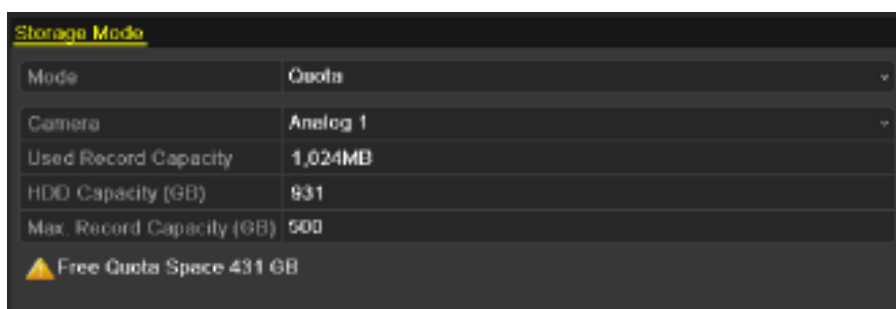 Storage Mode
Mode Quota
Camera Analog 1
Used Record Capacity 1,024MB
HDD Capacity (GB) 931
Max. Record Capacity (GB) 500
Free Quota Space 431 GB